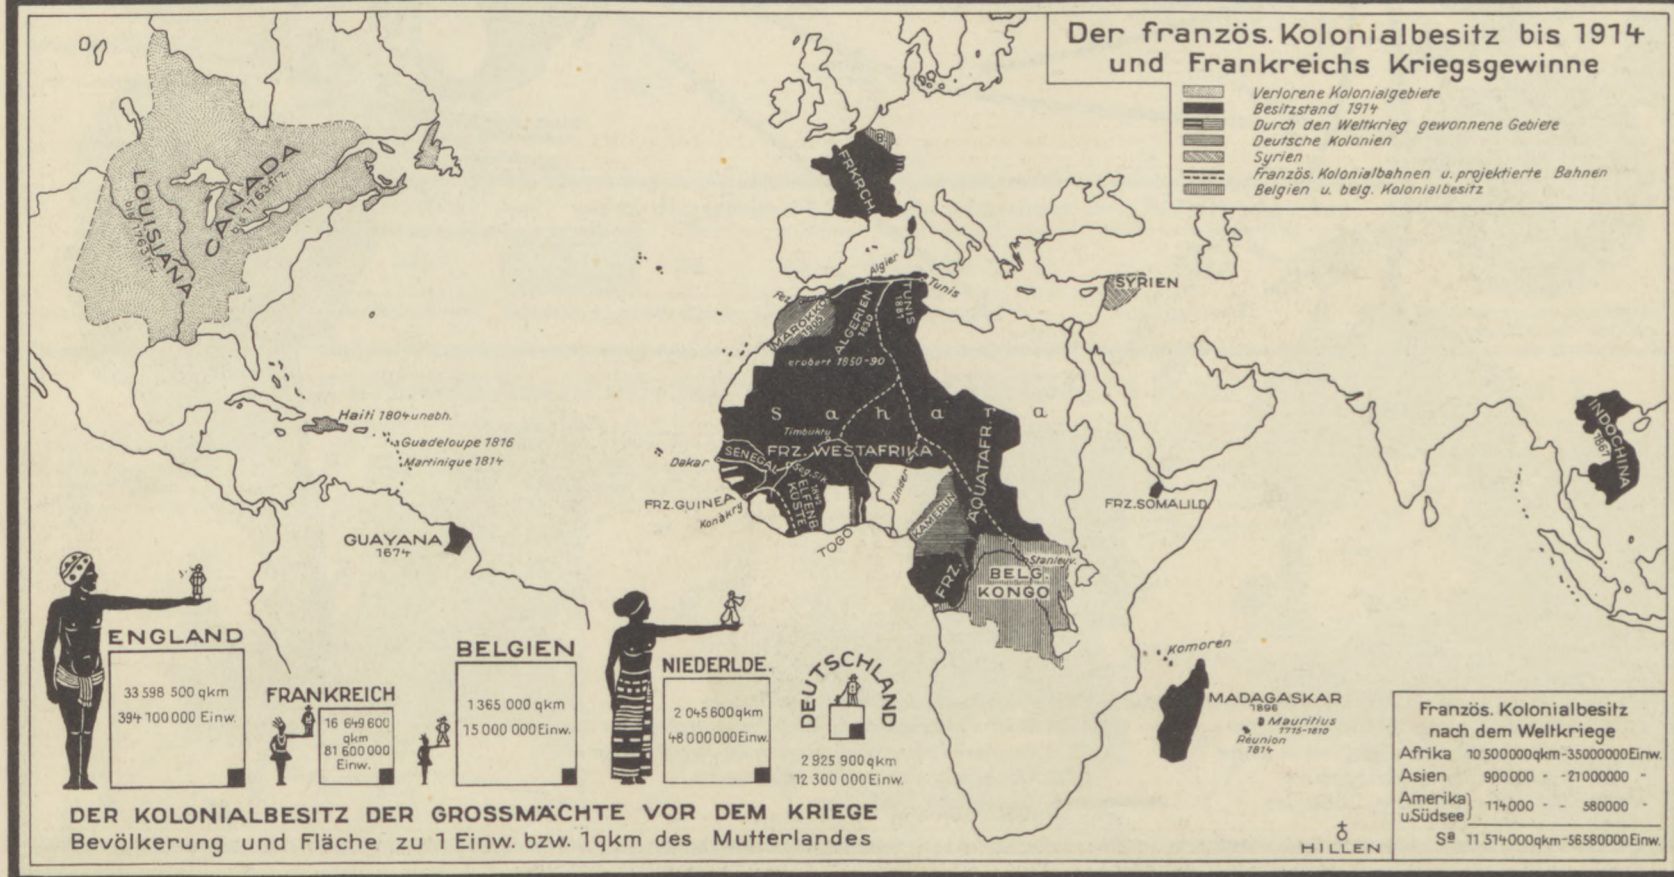 Der französ. Kolonialbesitz bis 1914
und Frankreichs Kriegsgewinne
Verlorene Kolonialgebiete
Besitzstand 1914
Durch den Weltkrieg gewonnene Gebiete
Deutsche Kolonien
Syrien
Französ. Kolonialbahnen u. projektierte Bahnen
Belgien u. belg. Kolonialbesitz
CANADA
bis 1763 frz.
LOUISIANA
bis 1763 frz.
Haiti 1804 unabh.
Guadeloupe 1816
Martinique 1814
GUAYANA
1674
FRKRCH.
B.
Algier
Tunis
Fez
MAROKKO
ALGERIEN
1830
TUNIS
1881
SYRIEN
erobert 1850-90
Sahara
Timbuktu
FRZ. WESTAFRIKA
Dakar
SENEGAL
FRZ. GUINEA
Konakry
ELFENB.
KÜSTE
TOGO
Zinder
KAMERUN
ÄQUATAFR.
FRZ.
BELG.
KONGO
Stanleyv.
FRZ. SOMALILD.
INDOCHINA
1867
Komoren
MADAGASKAR
1896
Mauritius
1715-1810
Réunion
1814
ENGLAND
33 598 500 qkm
394 100 000 Einw.
FRANKREICH
16 649 600
qkm
81 600 000
Einw.
BELGIEN
1 365 000 qkm
15 000 000 Einw.
NIEDERLDE.
2 045 600 qkm
48 000 000 Einw.
DEUTSCHLAND
2 925 900 qkm
12 300 000 Einw.
DER KOLONIALBESITZ DER GROSSMÄCHTE VOR DEM KRIEGE
Bevölkerung und Fläche zu 1 Einw. bzw. 1 qkm des Mutterlandes
HILLEN
Französ. Kolonialbesitz
nach dem Weltkriege
Afrika 10 500 000 qkm - 35 000 000 Einw.
Asien 900 000 - - 21 000 000 -
Amerika
u. Südsee } 114 000 - - 580 000 -
Sa 11 514 000 qkm - 56 580 000 Einw.